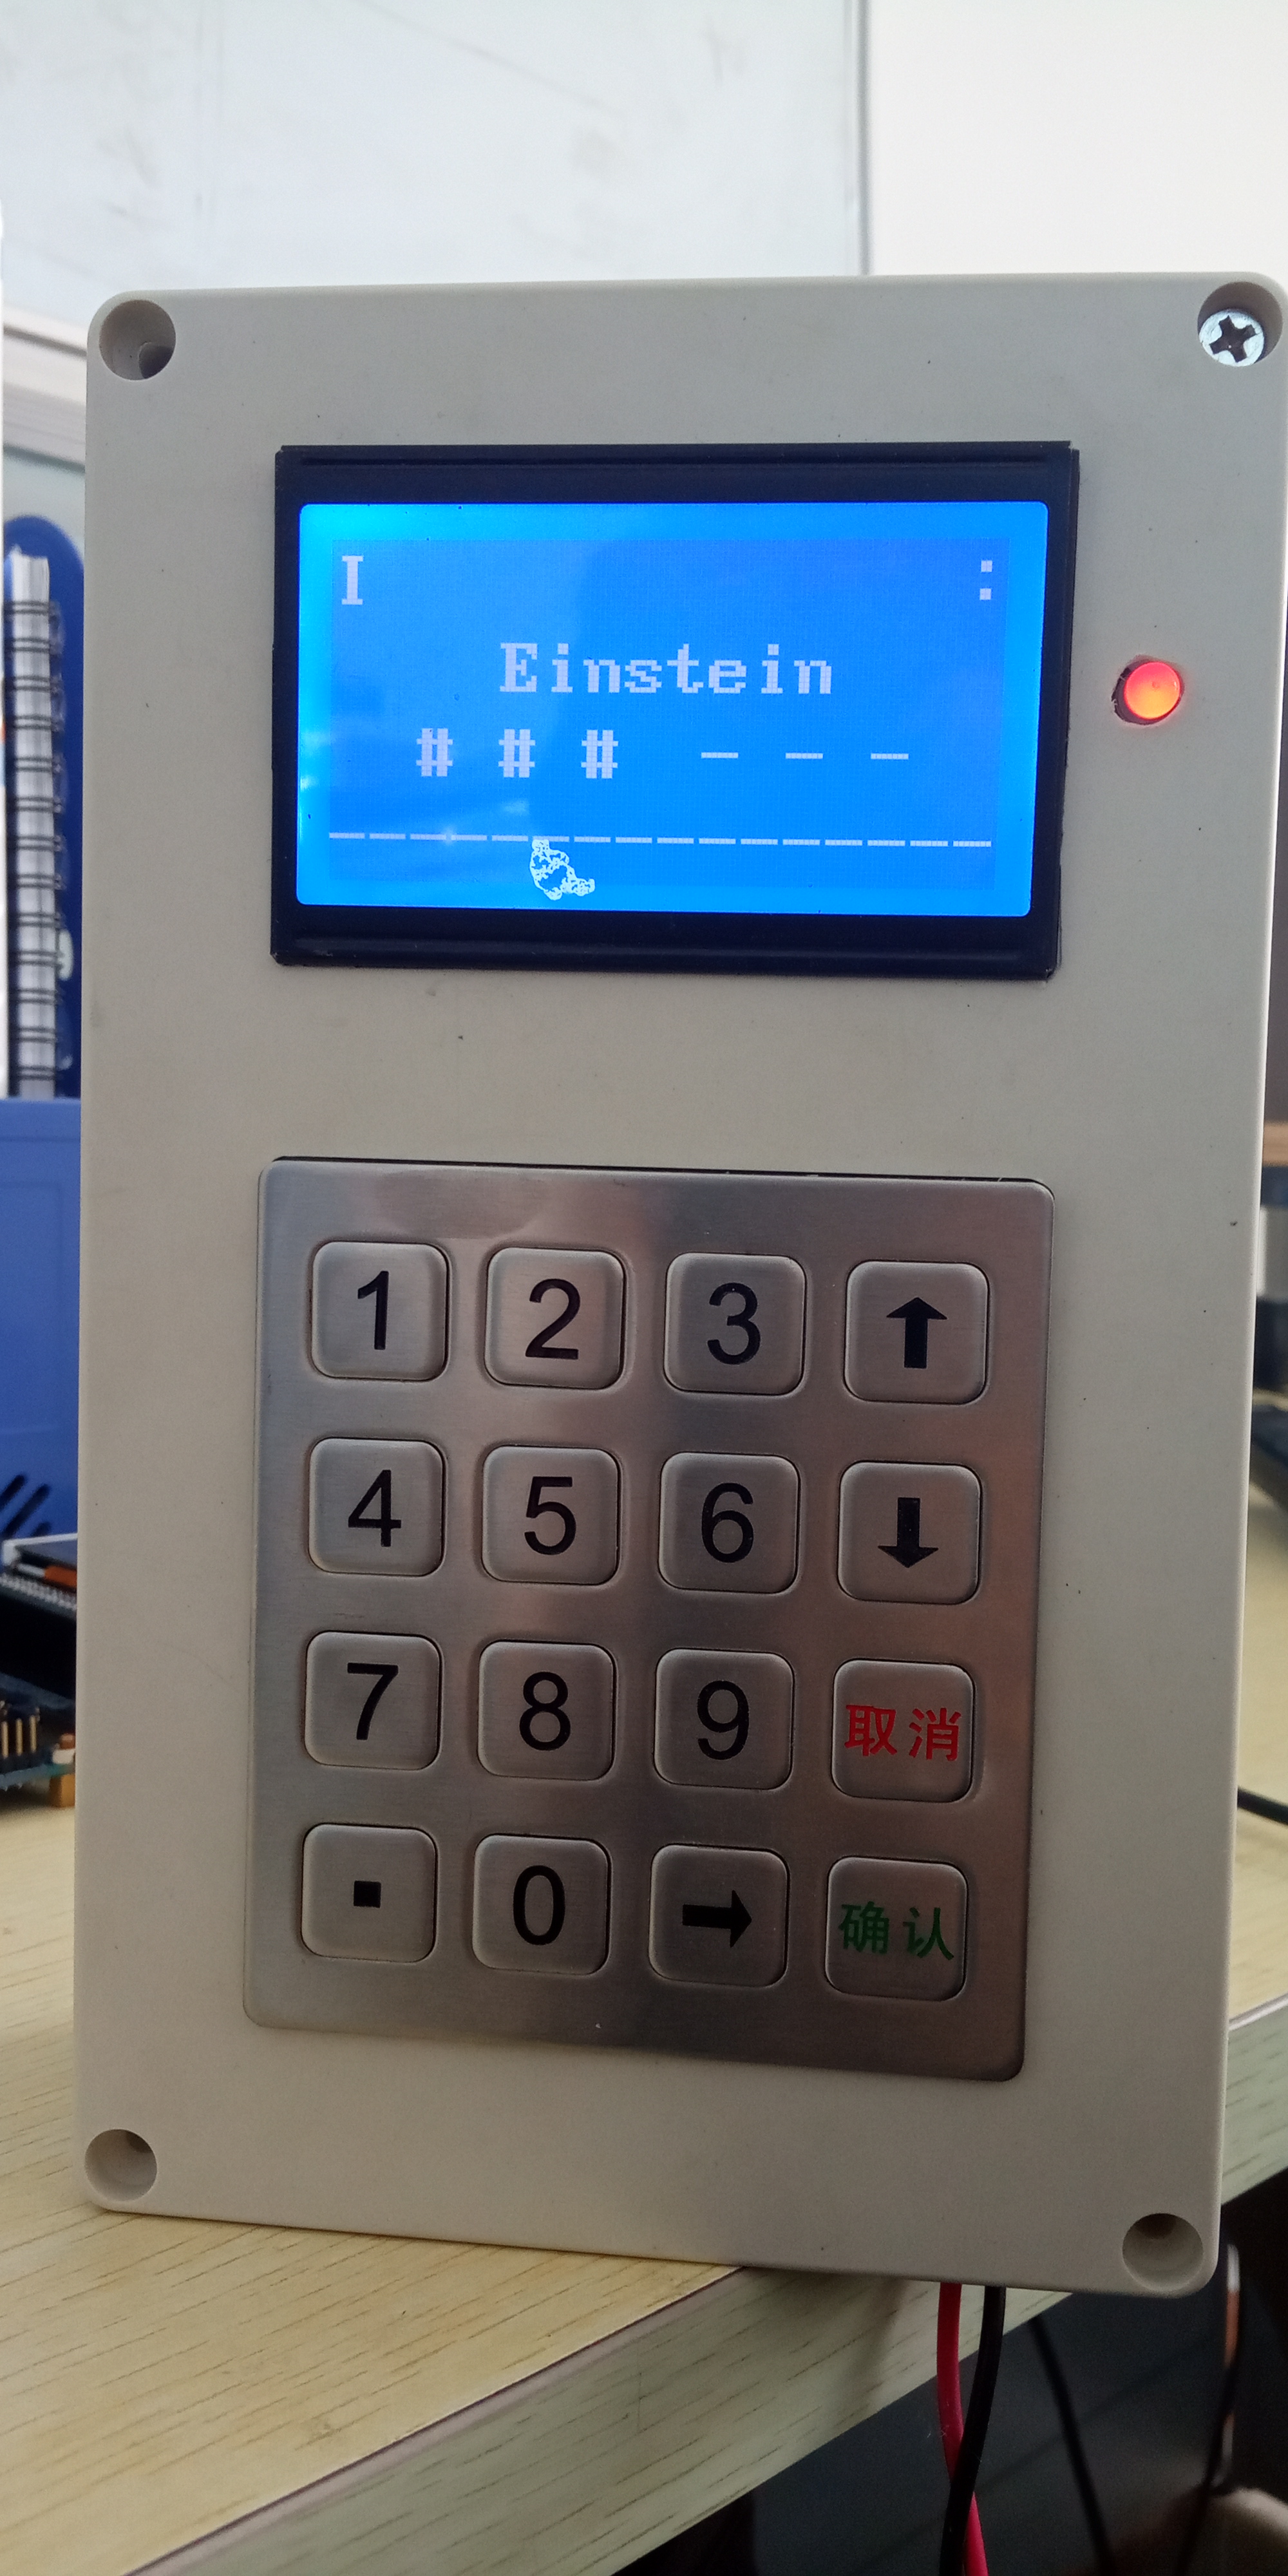 I :
Einstein
# # # - - -
_ _ _ _ _ _ _ _ _ _ _ _ _ _ _ _
1 2 3 ↑
4 5 6 ↓
7 8 9 取消
. 0 → 确认